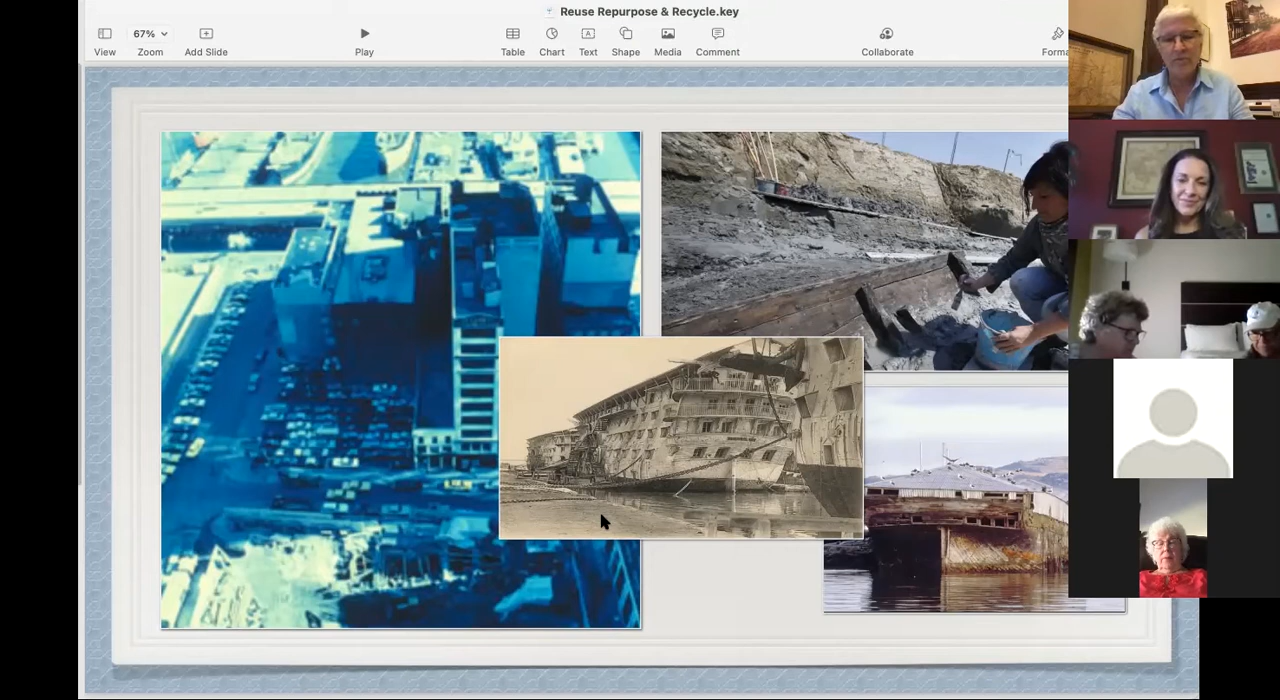 Reuse Repurpose & Recycle.key
67%
View
Zoom
Add Slide
Play
Table
Chart
Text
Shape
Media
Comment
Collaborate
Forma